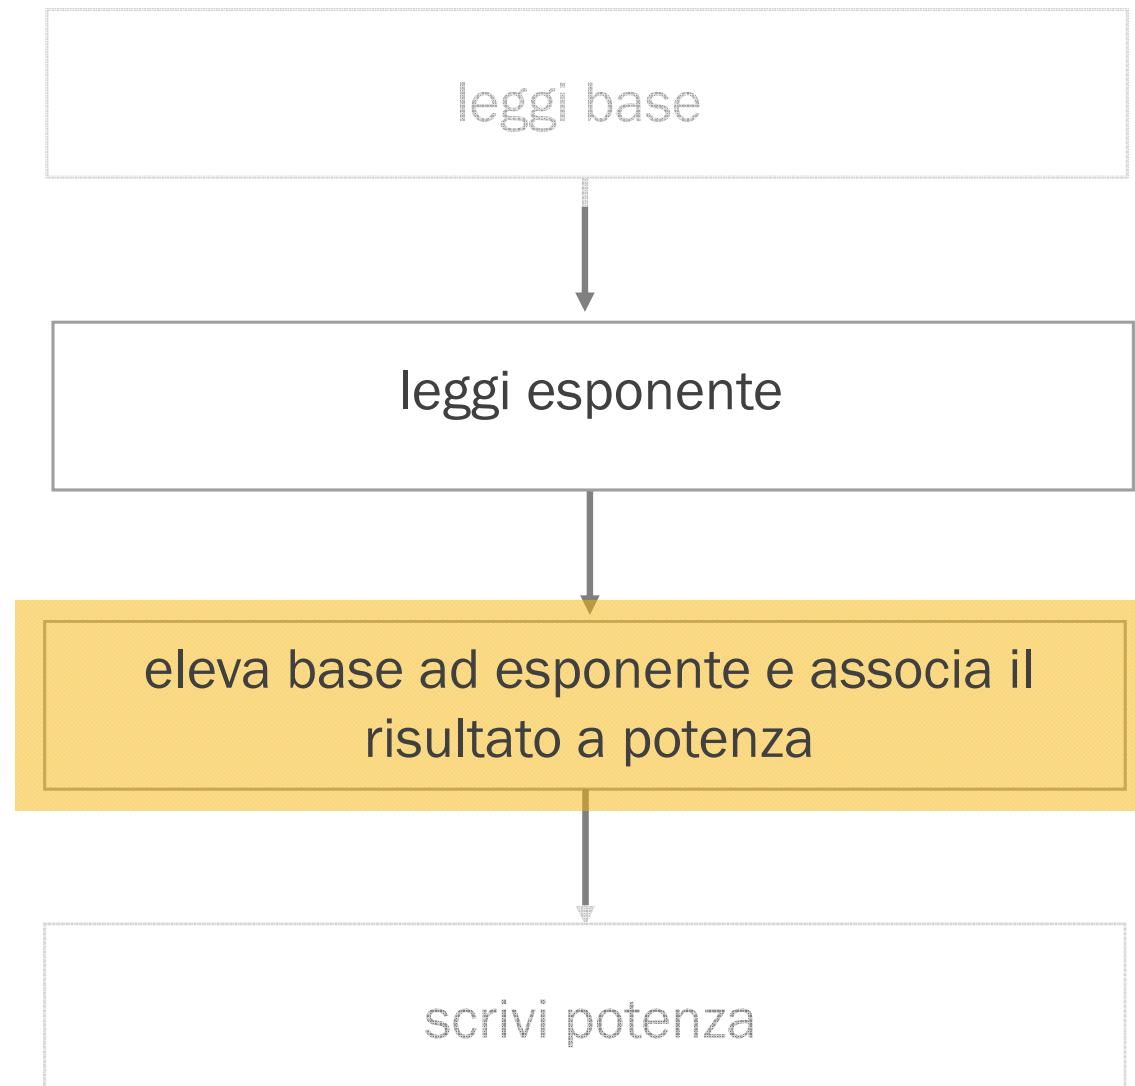 leggi base
leggi esponente
eleva base ad esponente e associa il
risultato a potenza
scrivi potenza